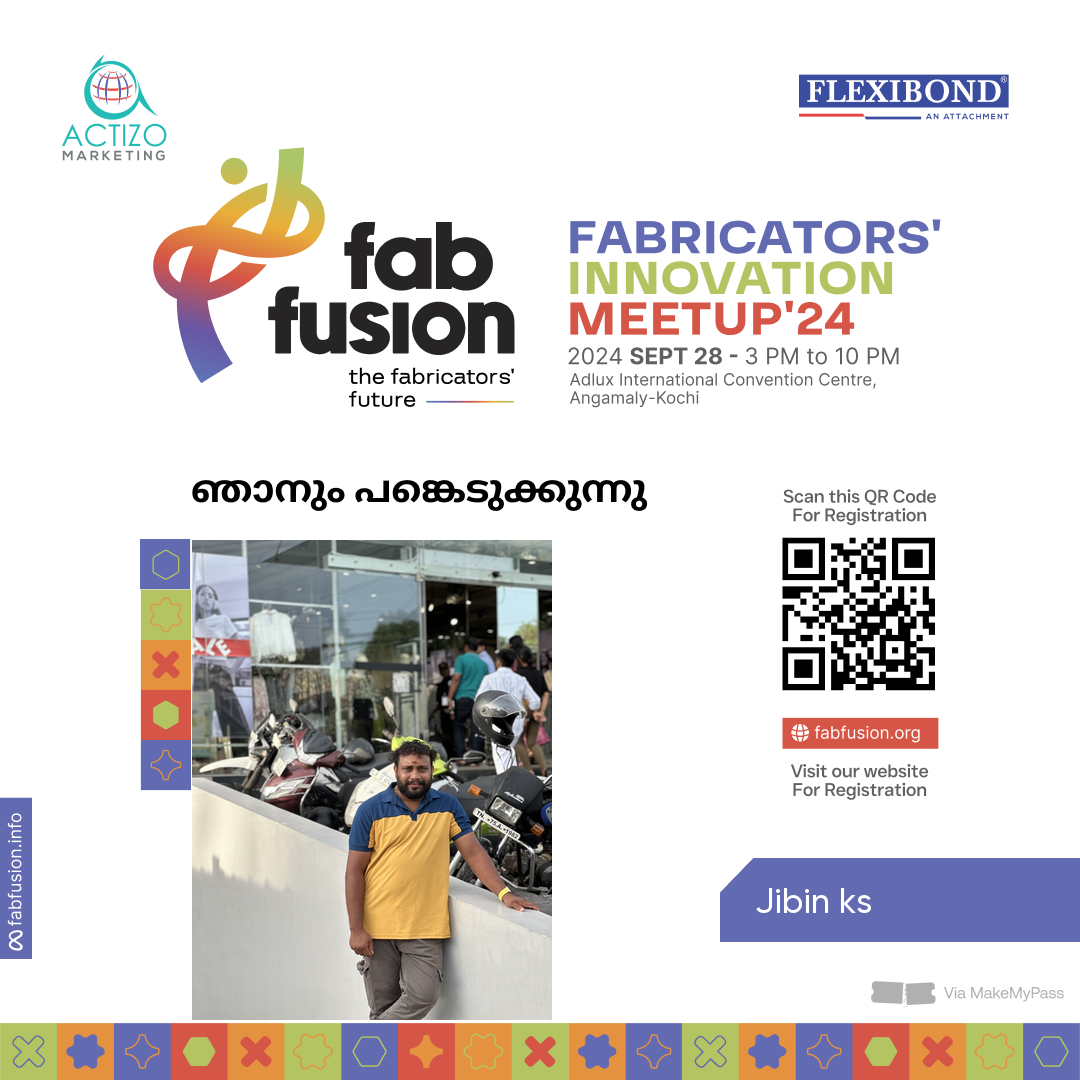 ACTIZO
MARKETING
FLEXIBOND®
AN ATTACHMENT
fab
fusion
the fabricators'
future
FABRICATORS'
INNOVATION
MEETUP'24
2024 SEPT 28 - 3 PM to 10 PM
Adlux International Convention Centre,
Angamaly-Kochi
ഞാനും പങ്കെടുക്കുന്നു
Scan this QR Code
For Registration
fabfusion.org
Visit our website
For Registration
fabfusion.info
Jibin ks
Via MakeMyPass